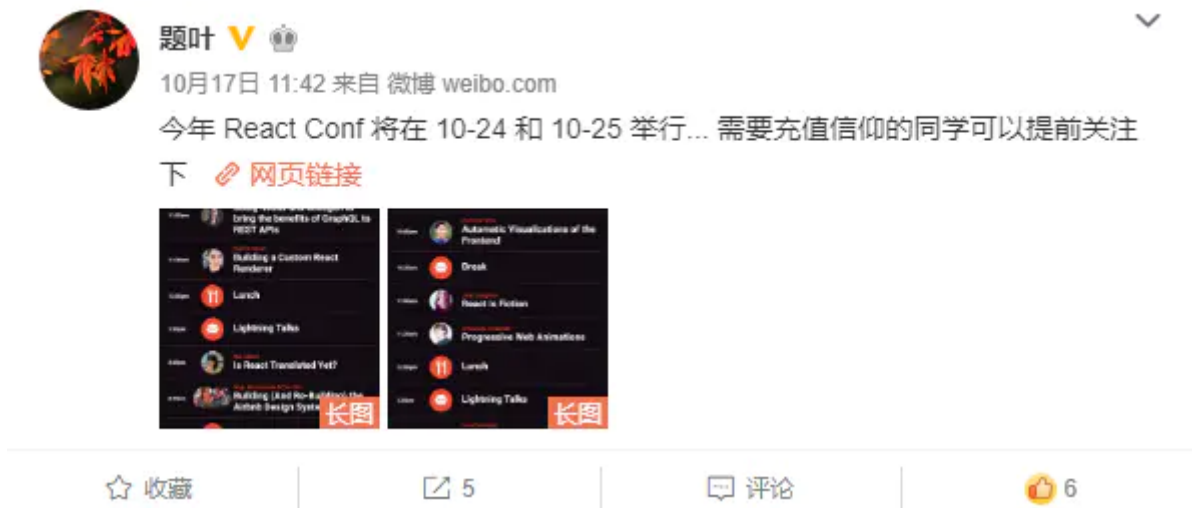 题叶
10月17日 11:42 来自 微博 weibo.com
今年 React Conf 将在 10-24 和 10-25 举行... 需要充值信仰的同学可以提前关注
下 网页链接
bring the benefits of GraphQL to
REST APIs
Building a Custom React
Renderer
Lunch
Lightning Talks
Is React Translated Yet?
Building (And Re-Building) the
Airbnb Design
长图
Automatic Visualizations of the
Frontend
Break
React is Fiction
Progressive Web Animations
Lunch
Lightning Talks
长图
收藏
5
评论
6